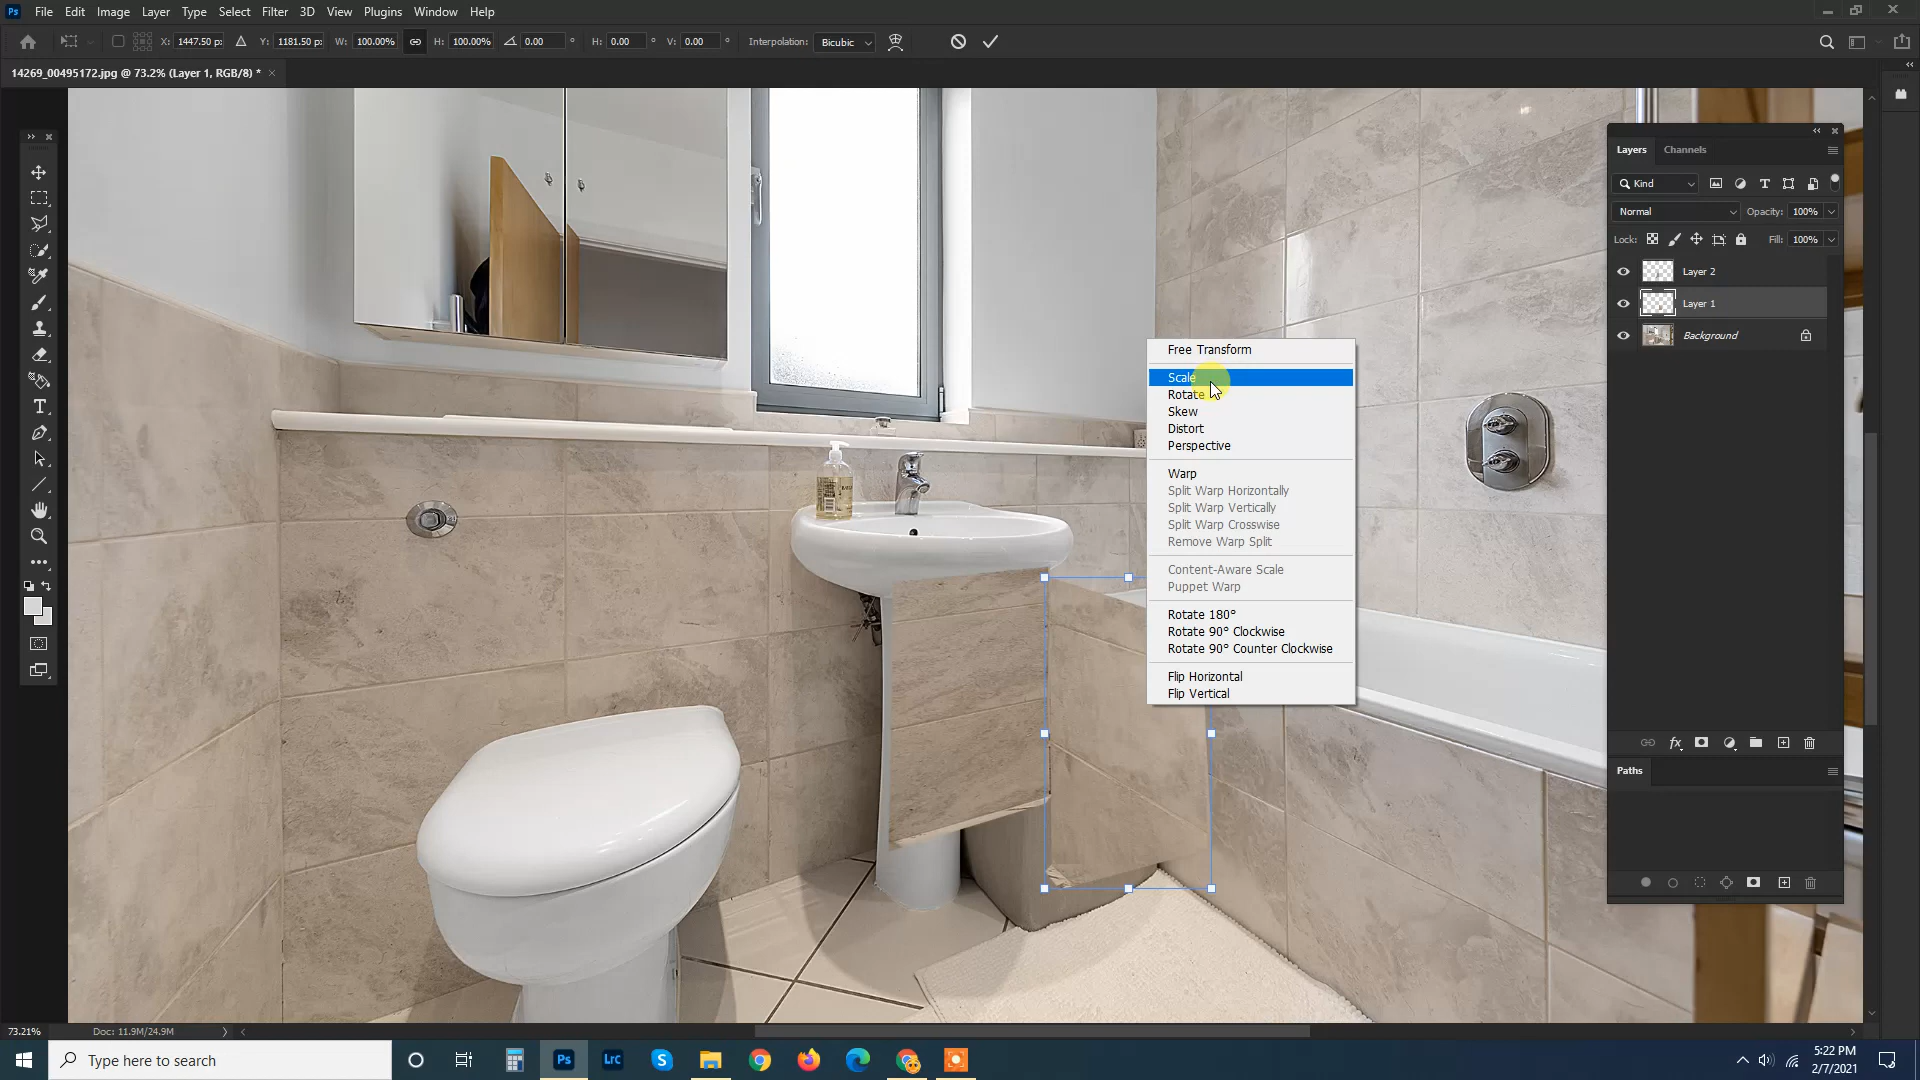 Ps File Edit Image Layer Type Select Filter 3D View Plugins Window Help
X: 1447.50 p: Y: 1181.50 p: W: 100.00% H: 100.00% 0.00 ° H: 0.00 ° V: 0.00 ° Interpolation: Bicubic
14269_00495172.jpg @ 73.2% (Layer 1, RGB/8) *
Layers Channels
Kind
Normal Opacity: 100%
Lock: Fill: 100%
Layer 2
Layer 1
Background
Paths
Free Transform
Scale
Rotate
Skew
Distort
Perspective
Warp
Split Warp Horizontally
Split Warp Vertically
Split Warp Crosswise
Remove Warp Split
Content-Aware Scale
Puppet Warp
Rotate 180°
Rotate 90° Clockwise
Rotate 90° Counter Clockwise
Flip Horizontal
Flip Vertical
73.21% Doc: 11.9M/24.9M
Type here to search
Ps
Lrc
5:22 PM
2/7/2021